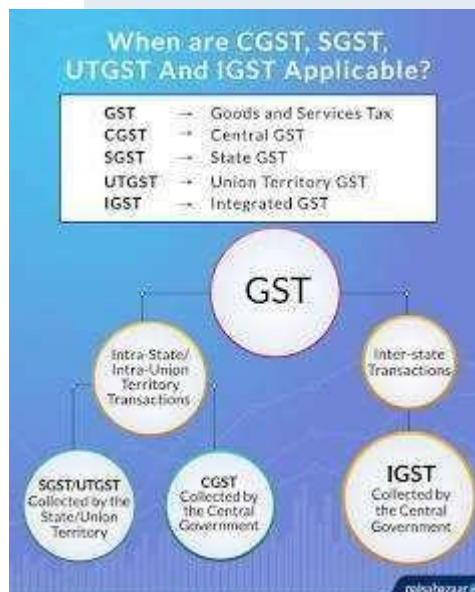 When are CGST, SGST,
UTGST And IGST Applicable?
GST → Goods and Services Tax
CGST → Central GST
SGST → State GST
UTGST → Union Territory GST
IGST → Integrated GST
GST
Intra-State/
Intra-Union
Territory
Transactions
Inter-state
Transactions
SGST/UTGST
Collected by the
State/Union
Territory
CGST
Collected by
the Central
Government
IGST
Collected by
the Central
Government